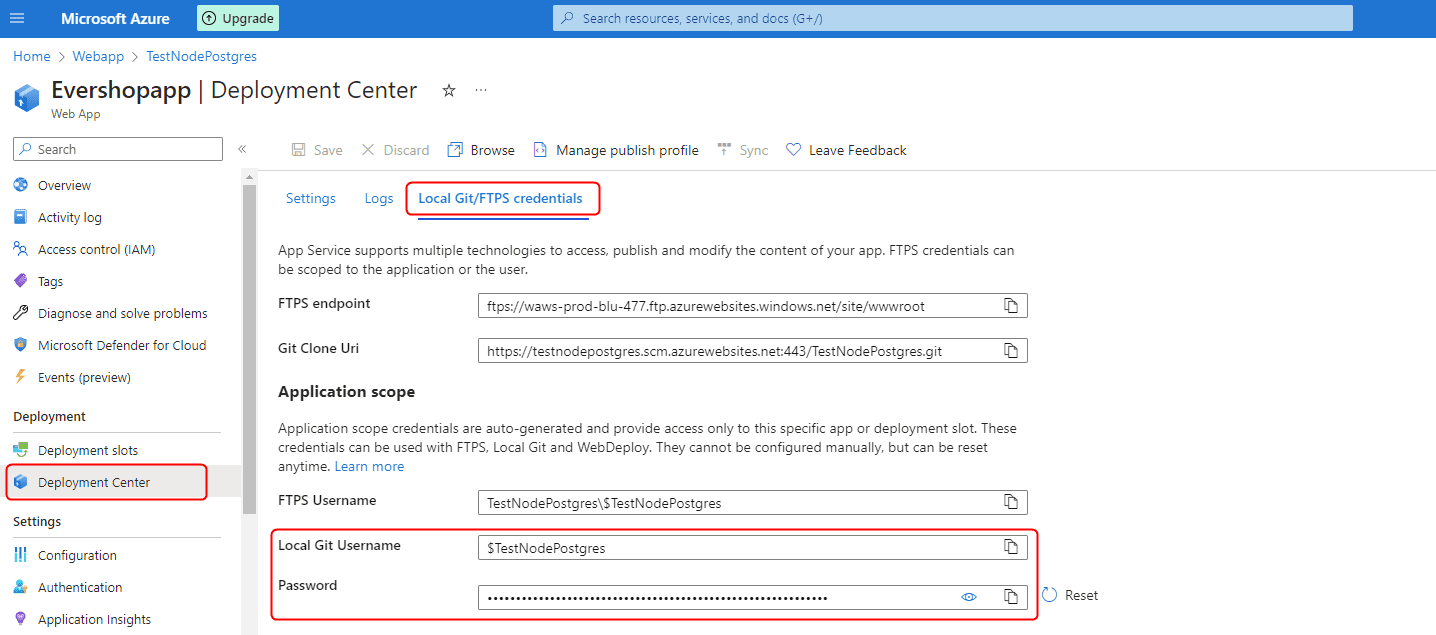 Microsoft Azure
Upgrade
Search resources, services, and docs (G+/)
Home > Webapp > TestNodePostgres
Evershopapp | Deployment Center
Web App
Search
Overview
Activity log
Access control (IAM)
Tags
Diagnose and solve problems
Microsoft Defender for Cloud
Events (preview)
Deployment
Deployment slots
Deployment Center
Settings
Configuration
Authentication
Application Insights
Save
Discard
Browse
Manage publish profile
Sync
Leave Feedback
Settings
Logs
Local Git/FTPS credentials
App Service supports multiple technologies to access, publish and modify the content of your app. FTPS credentials can
be scoped to the application or the user.
FTPS endpoint
ftps://waws-prod-blu-477.ftp.azurewebsites.windows.net/site/wwwroot
Git Clone Uri
https://testnodepostgres.scm.azurewebsites.net:443/TestNodePostgres.git
Application scope
Application scope credentials are auto-generated and provide access only to this specific app or deployment slot. These
credentials can be used with FTPS, Local Git and WebDeploy. They cannot be configured manually, but can be reset
anytime. Learn more
FTPS Username
TestNodePostgres\$TestNodePostgres
Local Git Username
$TestNodePostgres
Password
Reset